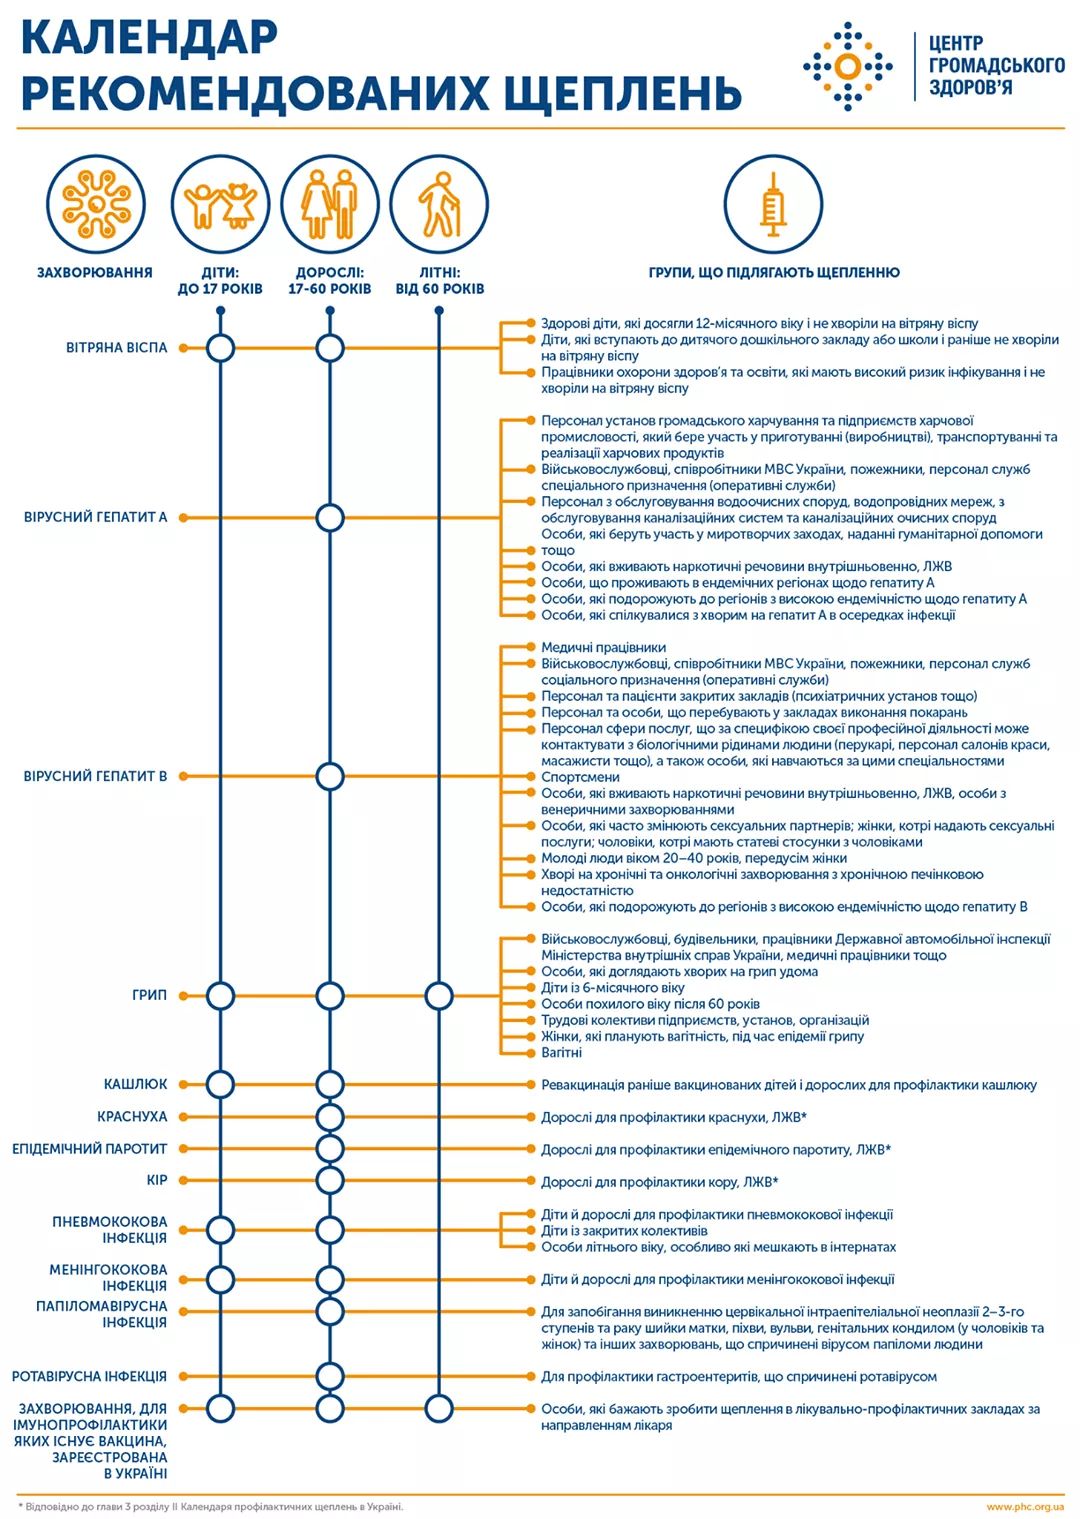 КАЛЕНДАР
РЕКОМЕНДОВАНИХ ЩЕПЛЕНЬ
ЦЕНТР
ГРОМАДСЬКОГО
ЗДОРОВ'Я
ЗАХВОРЮВАННЯ
ДІТИ:
ДО 17 РОКІВ
ДОРОСЛІ:
17-60 РОКІВ
ЛІТНІ:
ВІД 60 РОКІВ
ГРУПИ, ЩО ПІДЛЯГАЮТЬ ЩЕПЛЕННЮ
ВІТРЯНА ВІСПА
Здорові діти, які досягли 12-місячного віку і не хворіли на вітряну віспу
Діти, які вступають до дитячого дошкільного закладу або школи і раніше не хворіли
на вітряну віспу
Працівники охорони здоров'я та освіти, які мають високий ризик інфікування і не
хворіли на вітряну віспу
ВІРУСНИЙ ГЕПАТИТ А
Персонал установ громадського харчування та підприємств харчової
промисловості, який бере участь у приготуванні (виробництві), транспортуванні та
реалізації харчових продуктів
Військовослужбовці, співробітники МВС України, пожежники, персонал служб
спеціального призначення (оперативні служби)
Персонал з обслуговування водоочисних споруд, водопровідних мереж, з
обслуговування каналізаційних систем та каналізаційних очисних споруд
Особи, які беруть участь у миротворчих заходах, наданні гуманітарної допомоги
тощо
Особи, які вживають наркотичні речовини внутрішньовенно, ЛЖВ
Особи, що проживають в ендемічних регіонах щодо гепатиту А
Особи, які подорожують до регіонів з високою ендемічністю щодо гепатиту А
Особи, які спілкувалися з хворим на гепатит А в осередках інфекції
ВІРУСНИЙ ГЕПАТИТ В
Медичні працівники
Військовослужбовці, співробітники МВС України, пожежники, персонал служб
соціального призначення (оперативні служби)
Персонал та пацієнти закритих закладів (психіатричних установ тощо)
Персонал та особи, що перебувають у закладах виконання покарань
Персонал сфери послуг, що за специфікою своєї професійної діяльності може
контактувати з біологічними рідинами людини (перукарі, персонал салонів краси,
масажисти тощо), а також особи, які навчаються за цими спеціальностями
Спортсмени
Особи, які вживають наркотичні речовини внутрішньовенно, ЛЖВ, особи з
венеричними захворюваннями
Особи, які часто змінюють сексуальних партнерів; жінки, котрі надають сексуальні
послуги; чоловіки, котрі мають статеві стосунки з чоловіками
Молоді люди віком 20–40 років, передусім жінки
Хворі на хронічні та онкологічні захворювання з хронічною печінковою
недостатністю
Особи, які подорожують до регіонів з високою ендемічністю щодо гепатиту В
ГРИП
Військовослужбовці, будівельники, працівники Державної автомобільної інспекції
Міністерства внутрішніх справ України, медичні працівники тощо
Особи, які доглядають хворих на грип удома
Діти із 6-місячного віку
Особи похилого віку після 60 років
Трудові колективи підприємств, установ, організацій
Жінки, які планують вагітність, під час епідемії грипу
Вагітні
КАШЛЮК
Ревакцинація раніше вакцинованих дітей і дорослих для профілактики кашлюку
КРАСНУХА
Дорослі для профілактики краснухи, ЛЖВ*
ЕПІДЕМІЧНИЙ ПАРОТИТ
Дорослі для профілактики епідемічного паротиту, ЛЖВ*
КІР
Дорослі для профілактики кору, ЛЖВ*
ПНЕВМОКОКОВА
ІНФЕКЦІЯ
Діти й дорослі для профілактики пневмококової інфекції
Діти із закритих колективів
Особи літнього віку, особливо які мешкають в інтернатах
МЕНІНГОКОКОВА
ІНФЕКЦІЯ
Діти й дорослі для профілактики менінгококової інфекції
ПАПІЛОМАВІРУСНА
ІНФЕКЦІЯ
Для запобігання виникненню цервікальної інтраепітеліальної неоплазії 2–3-го
ступенів та раку шийки матки, піхви, вульви, генітальних кондилом (у чоловіків та
жінок) та інших захворювань, що спричинені вірусом папіломи людини
РОТАВІРУСНА ІНФЕКЦІЯ
Для профілактики гастроентеритів, що спричинені ротавірусом
ЗАХВОРЮВАННЯ, ДЛЯ
ІМУНОПРОФІЛАКТИКИ
ЯКИХ ІСНУЄ ВАКЦИНА,
ЗАРЕЄСТРОВАНА
В УКРАЇНІ
Особи, які бажають зробити щеплення в лікувально-профілактичних закладах за
направленням лікаря
* Відповідно до глави 3 розділу II Календаря профілактичних щеплень в Україні.
www.phc.org.ua